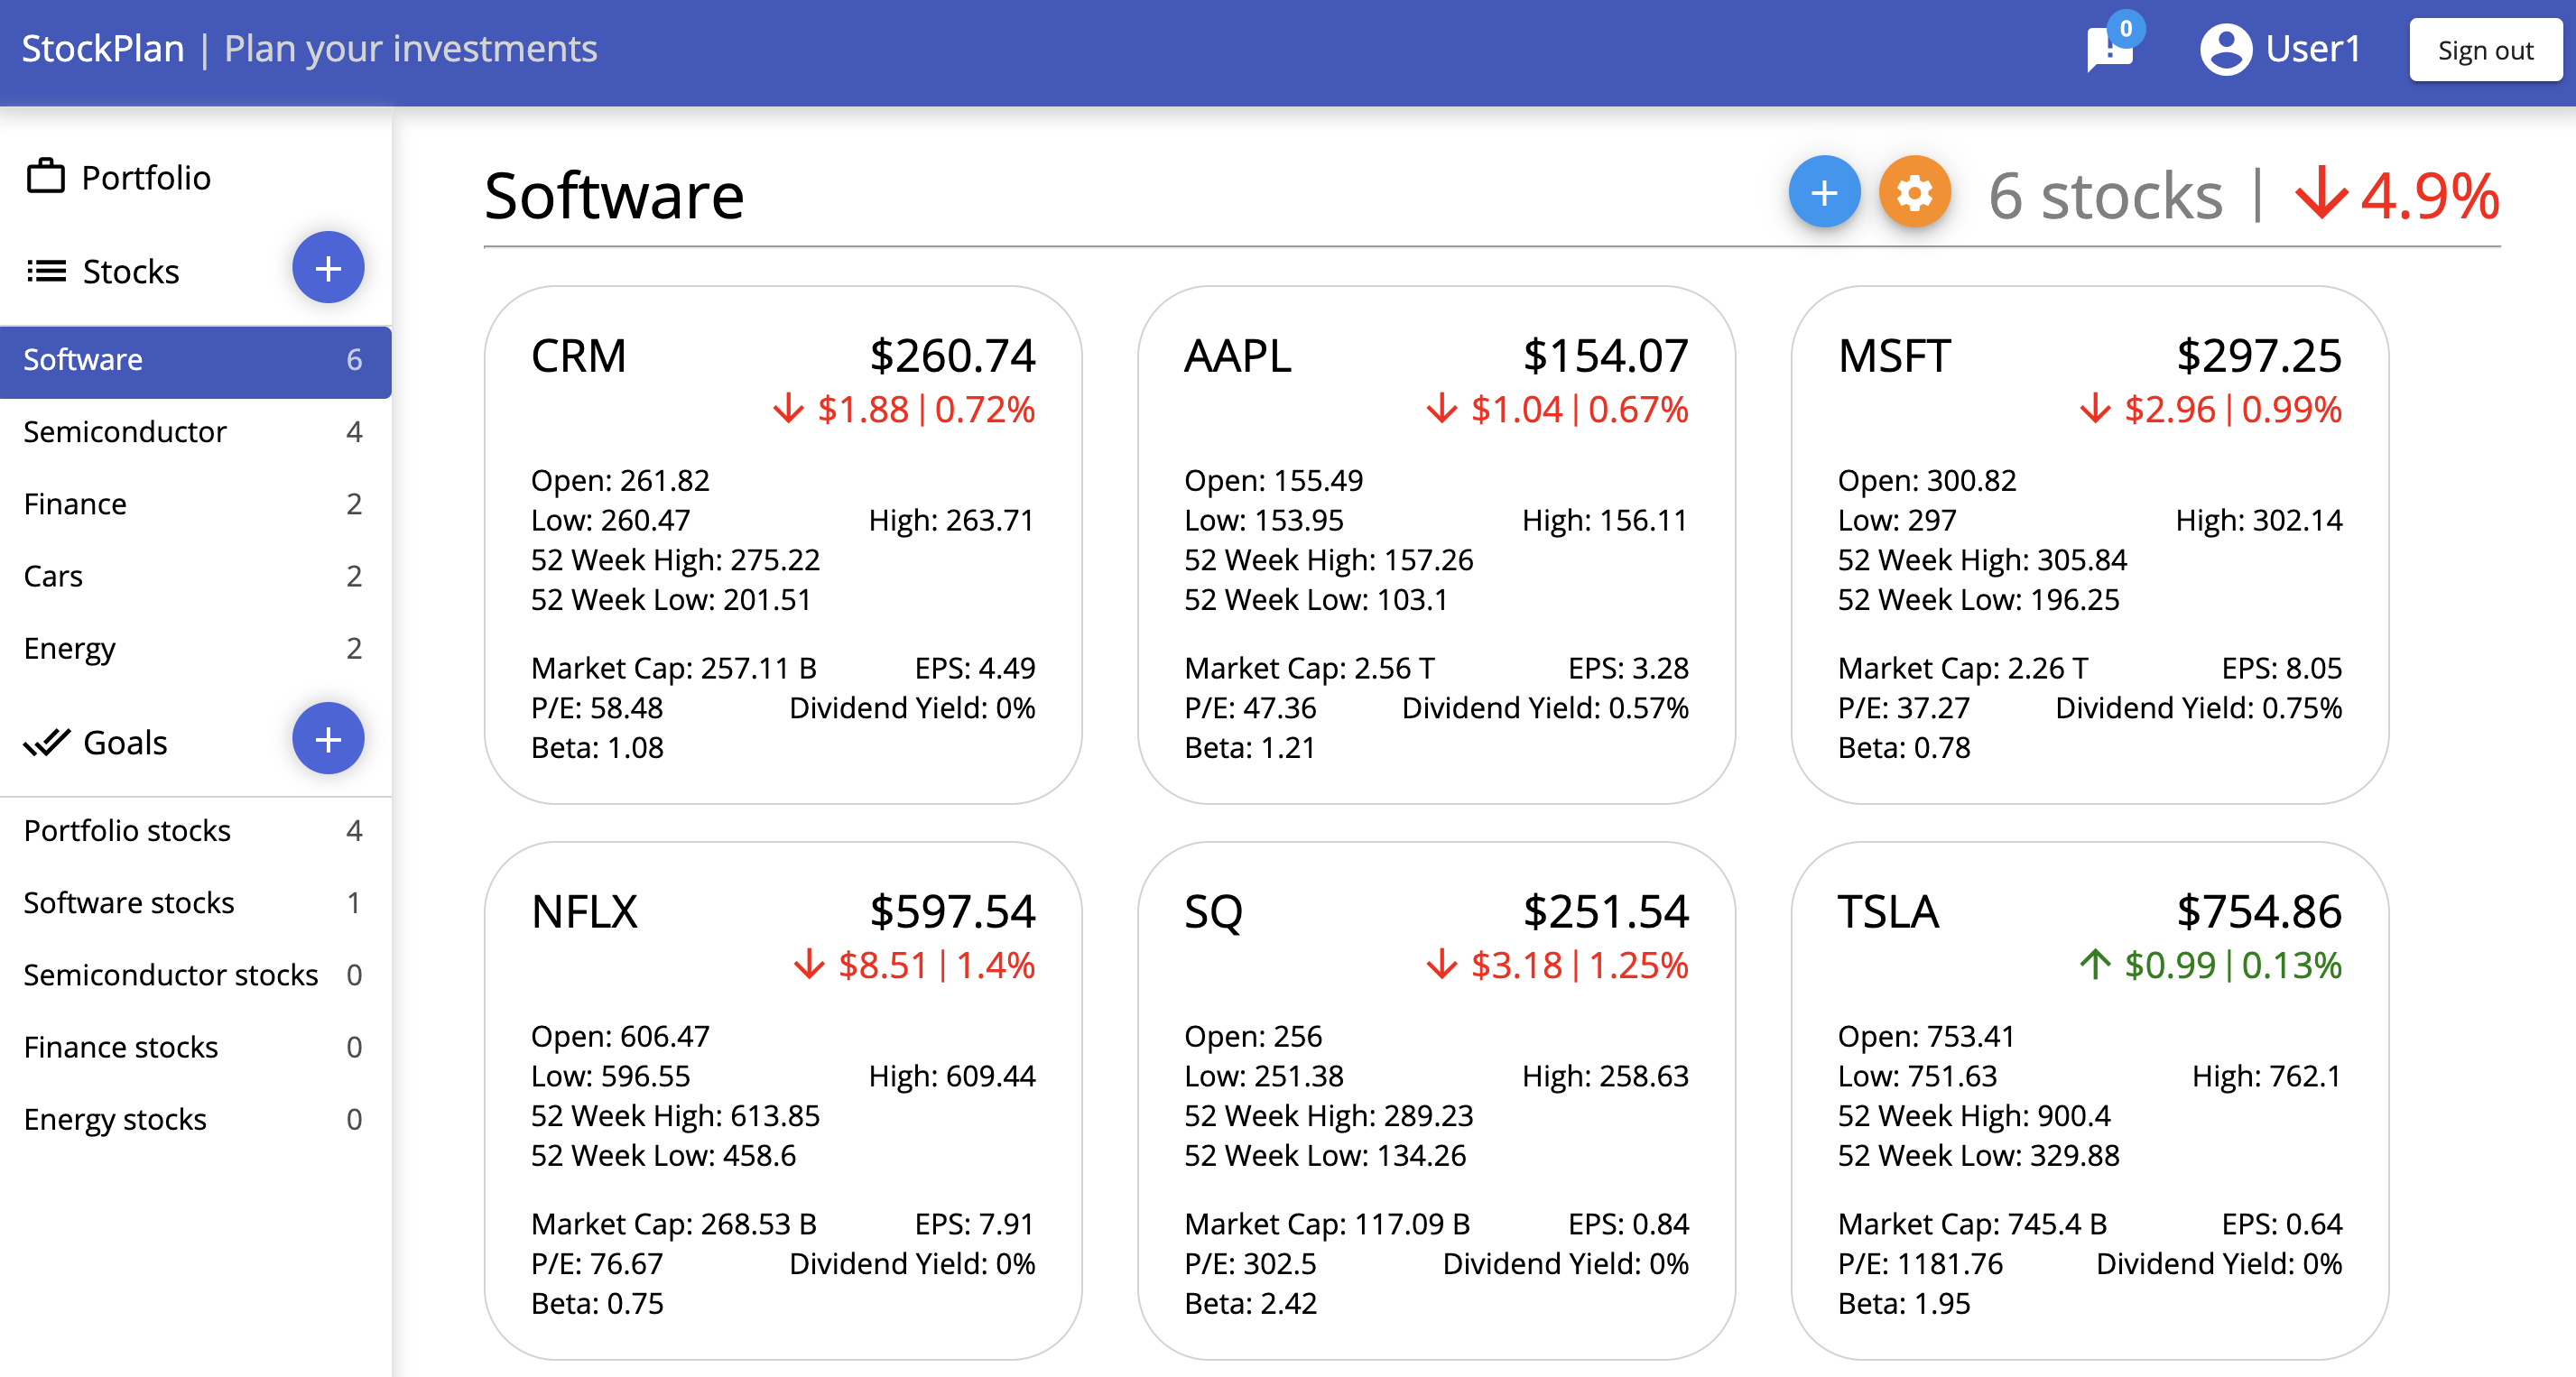 StockPlan | Plan your investments
0
User1
Sign out
Portfolio
Stocks
+
Software 6
Semiconductor 4
Finance 2
Cars 2
Energy 2
Goals
+
Portfolio stocks 4
Software stocks 1
Semiconductor stocks 0
Finance stocks 0
Energy stocks 0
Software
+
6 stocks | ↓4.9%
CRM $260.74
↓ $1.88 | 0.72%
Open: 261.82
Low: 260.47 High: 263.71
52 Week High: 275.22
52 Week Low: 201.51
Market Cap: 257.11 B EPS: 4.49
P/E: 58.48 Dividend Yield: 0%
Beta: 1.08
AAPL $154.07
↓ $1.04 | 0.67%
Open: 155.49
Low: 153.95 High: 156.11
52 Week High: 157.26
52 Week Low: 103.1
Market Cap: 2.56 T EPS: 3.28
P/E: 47.36 Dividend Yield: 0.57%
Beta: 1.21
MSFT $297.25
↓ $2.96 | 0.99%
Open: 300.82
Low: 297 High: 302.14
52 Week High: 305.84
52 Week Low: 196.25
Market Cap: 2.26 T EPS: 8.05
P/E: 37.27 Dividend Yield: 0.75%
Beta: 0.78
NFLX $597.54
↓ $8.51 | 1.4%
Open: 606.47
Low: 596.55 High: 609.44
52 Week High: 613.85
52 Week Low: 458.6
Market Cap: 268.53 B EPS: 7.91
P/E: 76.67 Dividend Yield: 0%
Beta: 0.75
SQ $251.54
↓ $3.18 | 1.25%
Open: 256
Low: 251.38 High: 258.63
52 Week High: 289.23
52 Week Low: 134.26
Market Cap: 117.09 B EPS: 0.84
P/E: 302.5 Dividend Yield: 0%
Beta: 2.42
TSLA $754.86
↑ $0.99 | 0.13%
Open: 753.41
Low: 751.63 High: 762.1
52 Week High: 900.4
52 Week Low: 329.88
Market Cap: 745.4 B EPS: 0.64
P/E: 1181.76 Dividend Yield: 0%
Beta: 1.95